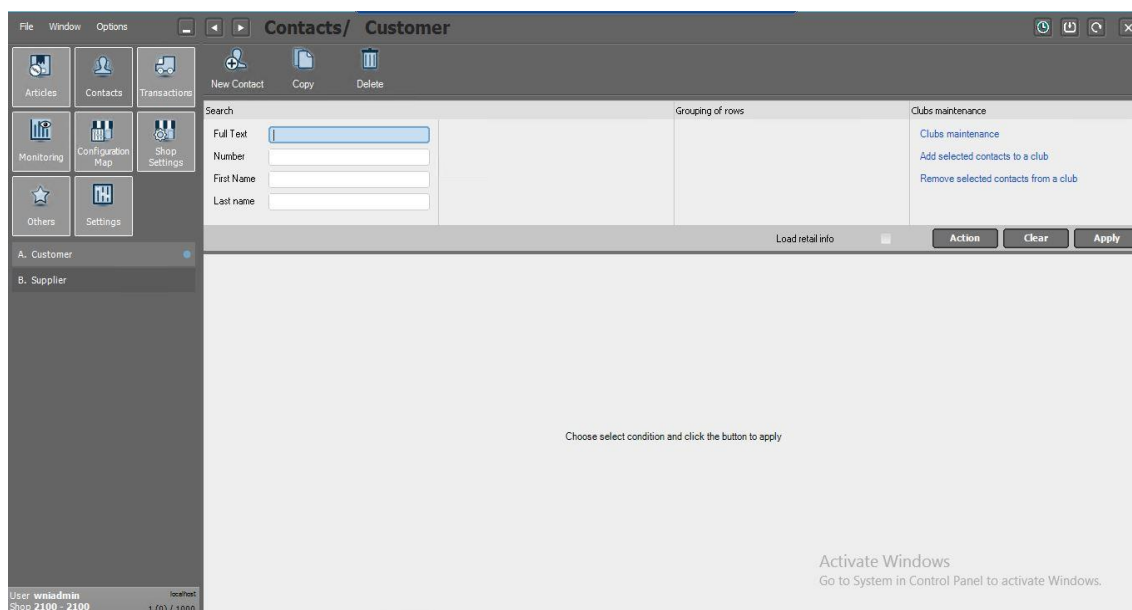 File Window Options
Contacts/ Customer
Articles Contacts Transactions
New Contact Copy Delete
Search Grouping of rows Clubs maintenance
Full Text
Number
First Name
Last name
Clubs maintenance
Add selected contacts to a club
Remove selected contacts from a club
Monitoring Configuration Map Shop Settings
Others Settings
Load retail info Action Clear Apply
A. Customer
B. Supplier
Choose select condition and click the button to apply
Activate Windows
Go to System in Control Panel to activate Windows.
User wniadmin localhost
Shop 2100 - 2100 1 (0) / 1000